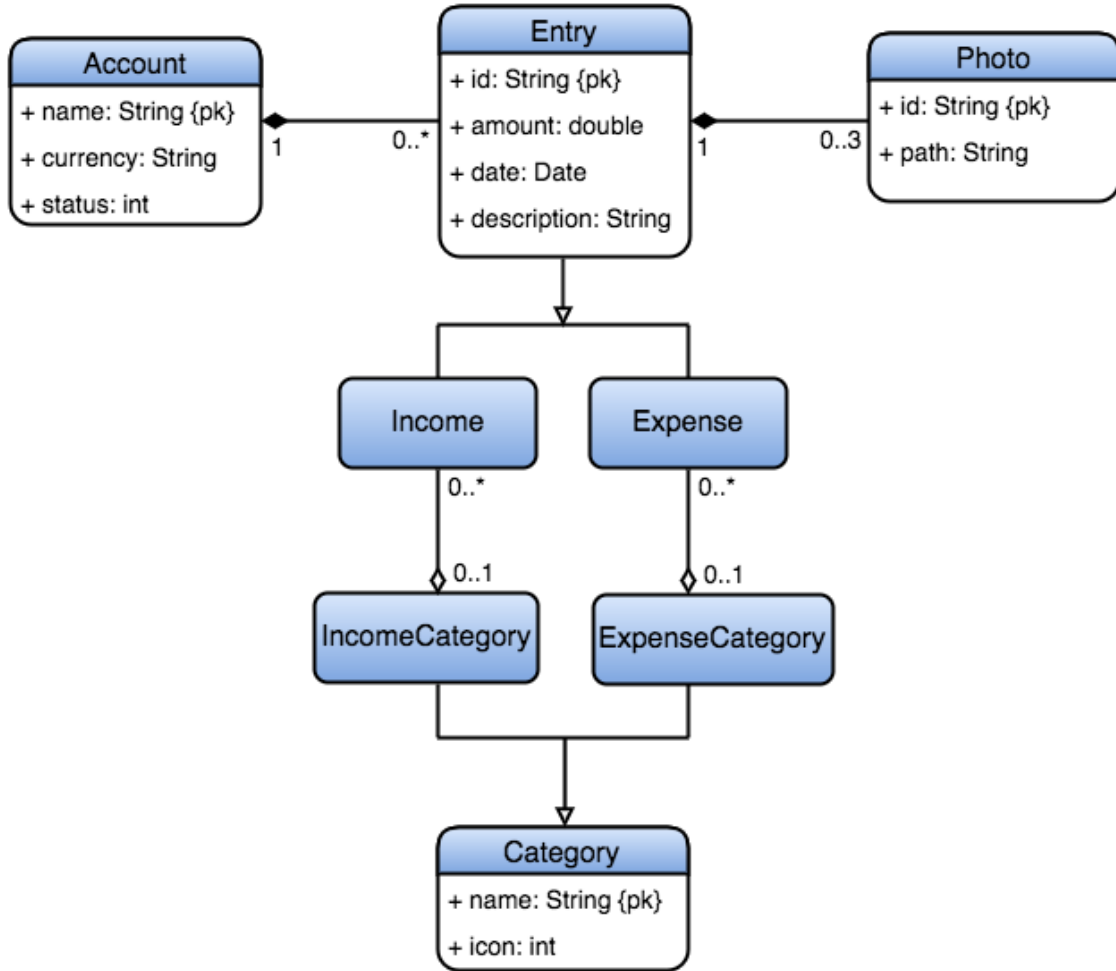 Account
+ name: String {pk}
+ currency: String
+ status: int
1
0..*
Entry
+ id: String {pk}
+ amount: double
+ date: Date
+ description: String
1
0..3
Photo
+ id: String {pk}
+ path: String
Income
Expense
0..*
0..*
0..1
0..1
IncomeCategory
ExpenseCategory
Category
+ name: String {pk}
+ icon: int